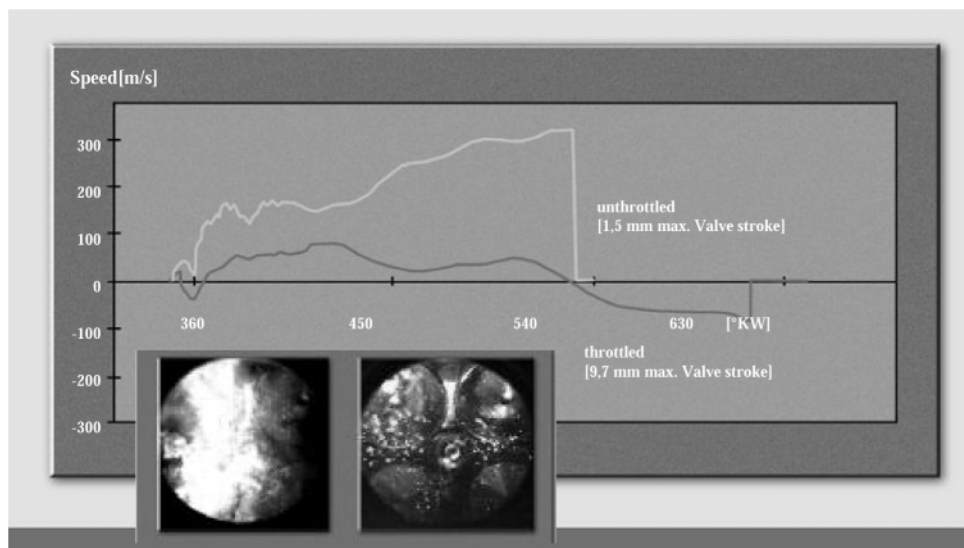 Speed[m/s]
300
200
100
0
-100
-200
-300
360 450 540 630 [°KW]
unthrottled
[1,5 mm max. Valve stroke]
throttled
[9,7 mm max. Valve stroke]